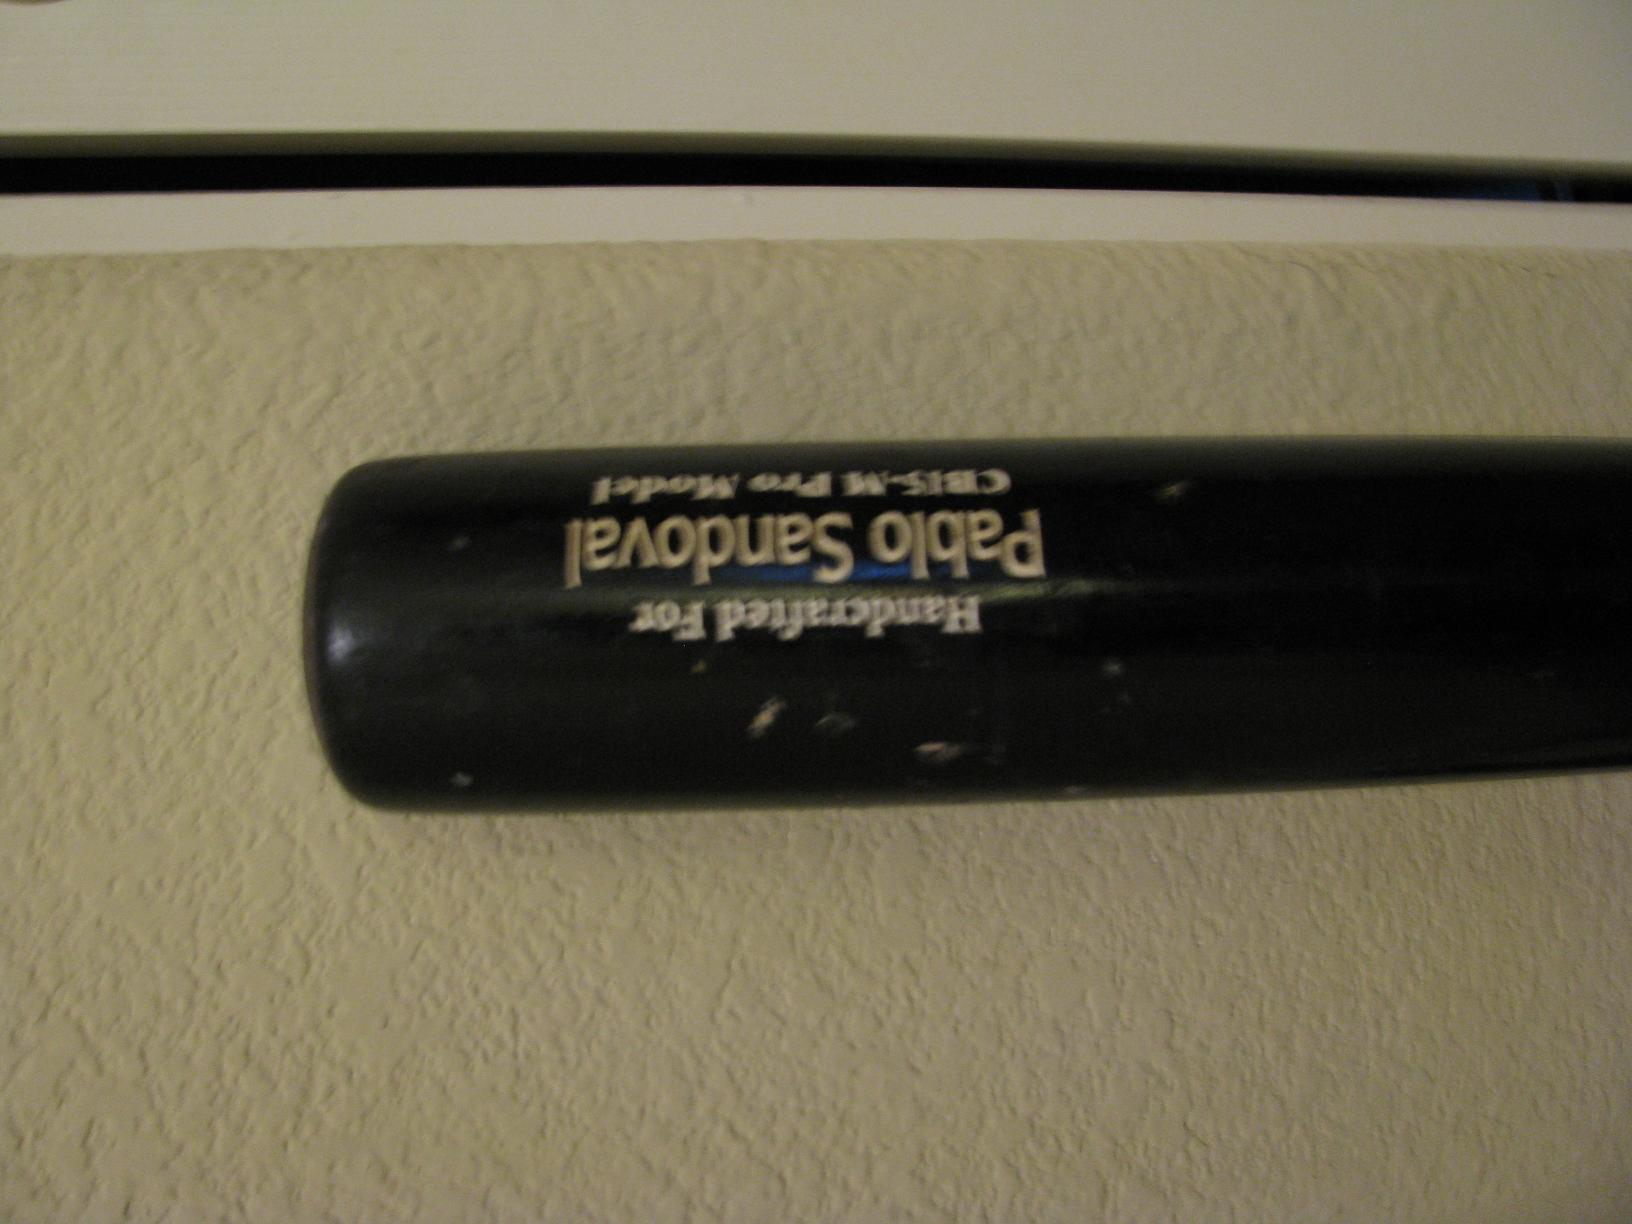 Handcrafted For
Pablo Sandoval
CB15-M Pro Model